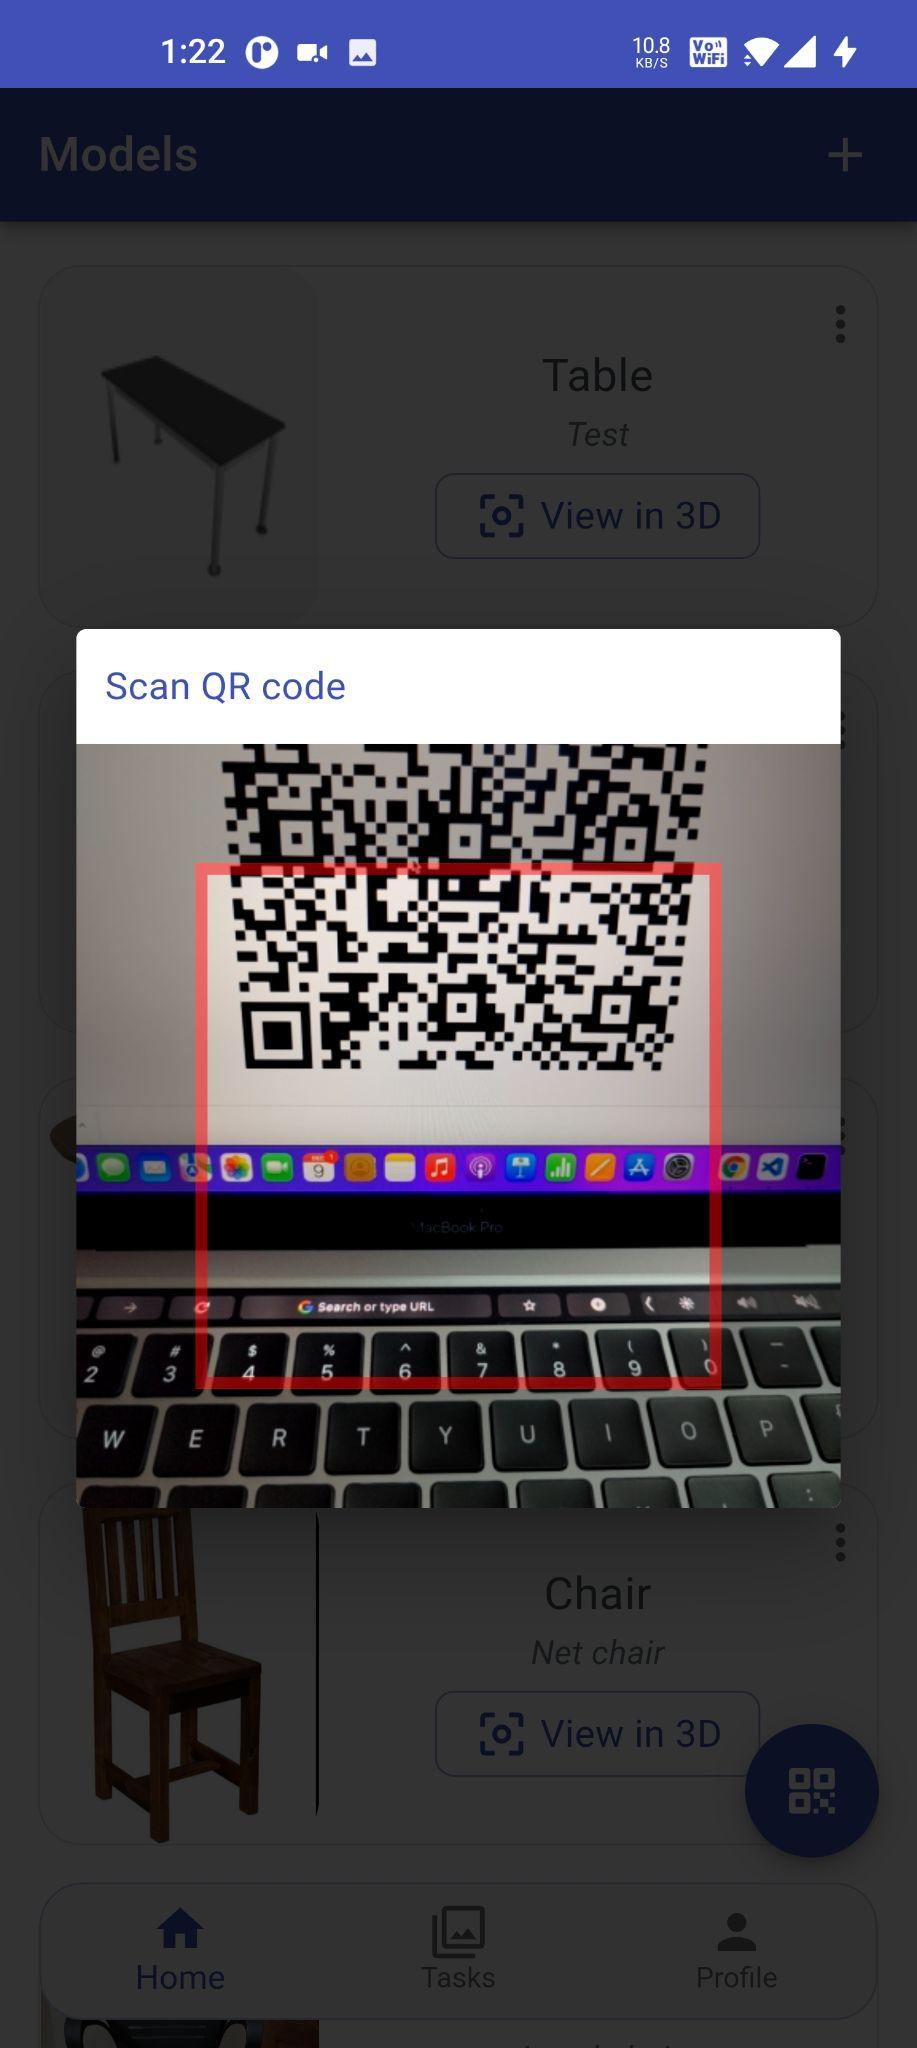 1:22
10.8
KB/S
Vo
WiFi
Models
Table
Test
View in 3D
Scan QR code
DEC
9
MacBook Pro
Search or type URL
@ # $ % ^ & * ( ) _
2 3 4 5 6 7 8 9 0 -
W E R T Y U I O P
Chair
Net chair
View in 3D
Home
Tasks
Profile